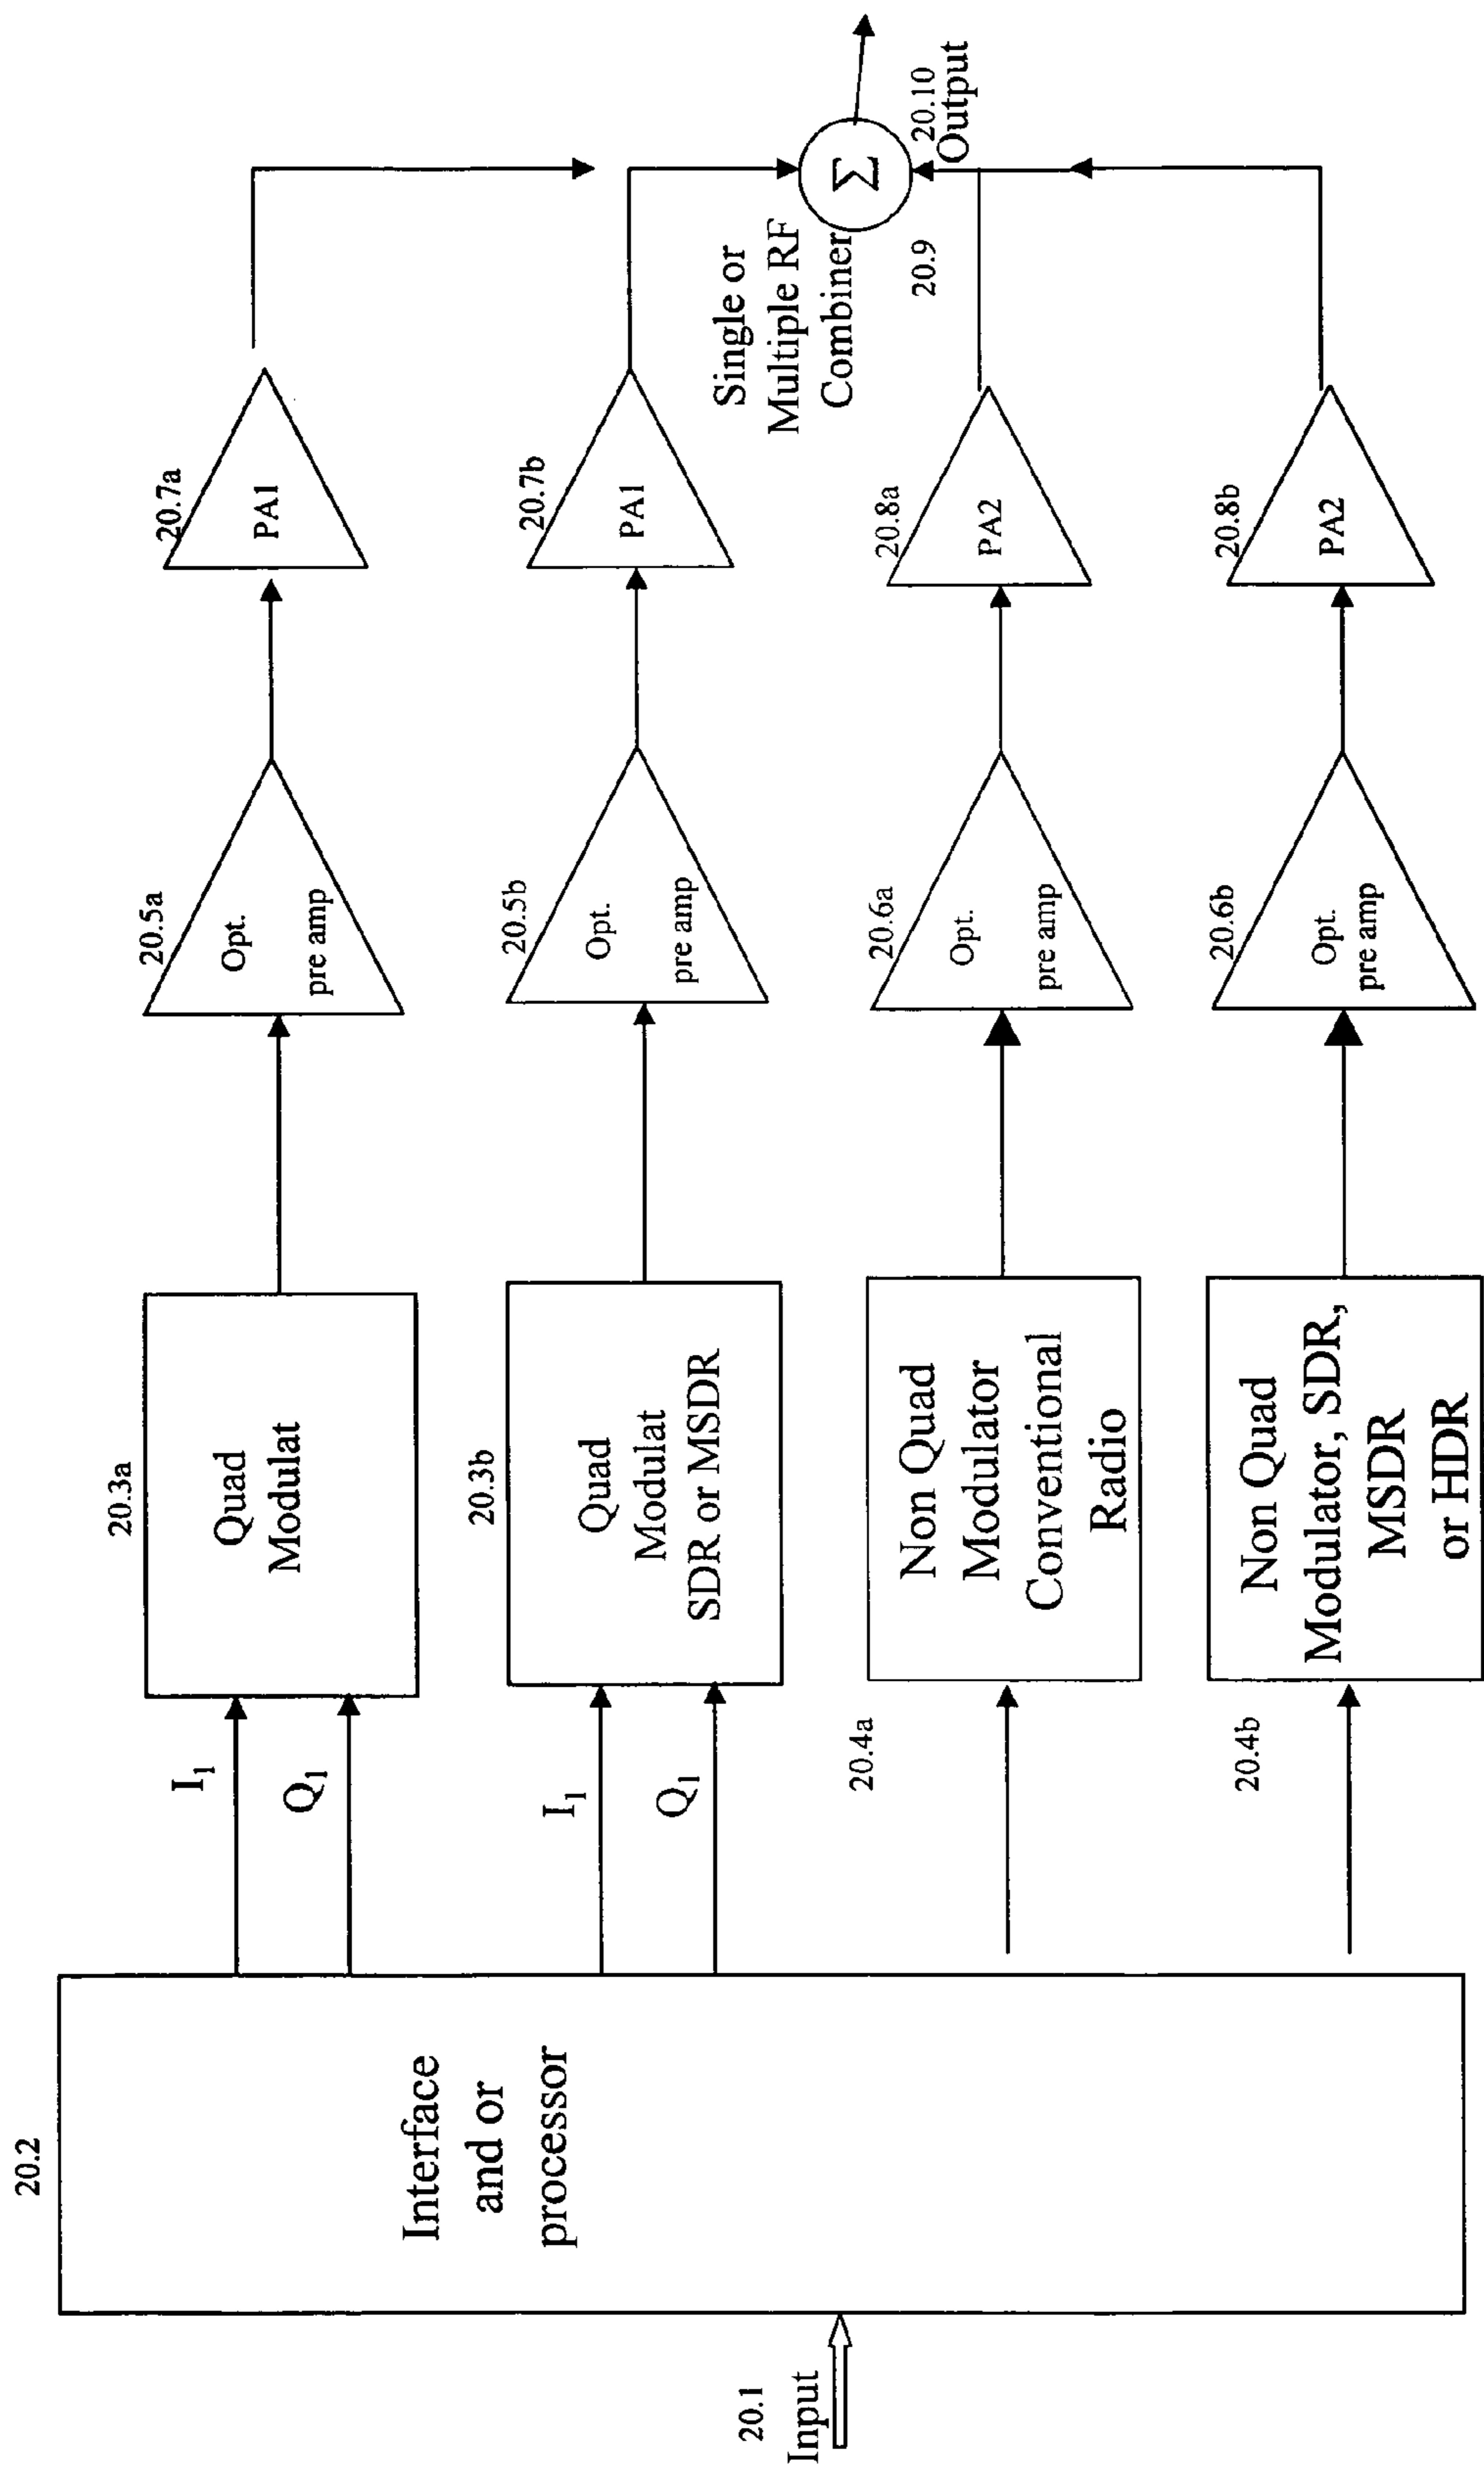 20.1
Input
20.2
Interface
and or
processor
I1
Q1
20.3a
Quad
Modulat
20.5a
Opt.
pre amp
20.7a
PA1
I1
Q1
20.3b
Quad
Modulat
SDR or MSDR
20.5b
Opt.
pre amp
20.7b
PA1
20.4a
Non Quad
Modulator
Conventional
Radio
20.6a
Opt.
pre amp
20.8a
PA2
20.4b
Non Quad
Modulator, SDR,
MSDR
or HDR
20.6b
Opt.
pre amp
20.8b
PA2
Single or
Multiple RF
Combiner
20.9
Σ
20.10
Output